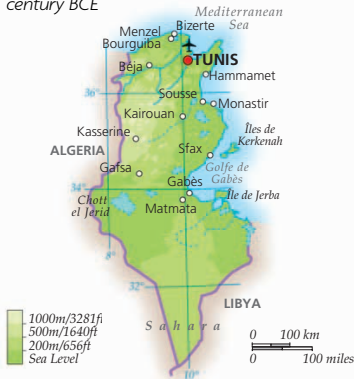 century BCE
Mediterranean
Sea
Bizerte
Menzel
Bourguiba
TUNIS
Béja
Hammamet
36°
Sousse
Monastir
Kairouan
Îles de
Kerkenah
Kasserine
ALGERIA
Sfax
Gafsa
Golfe de
Gabès
34°
Gabès
Île de Jerba
Chott
el Jerid
Matmata
8°
32°
LIBYA
1000m/3281ft
500m/1640ft
200m/656ft
Sea Level
Sahara
0 100 km
0 100 miles
10°